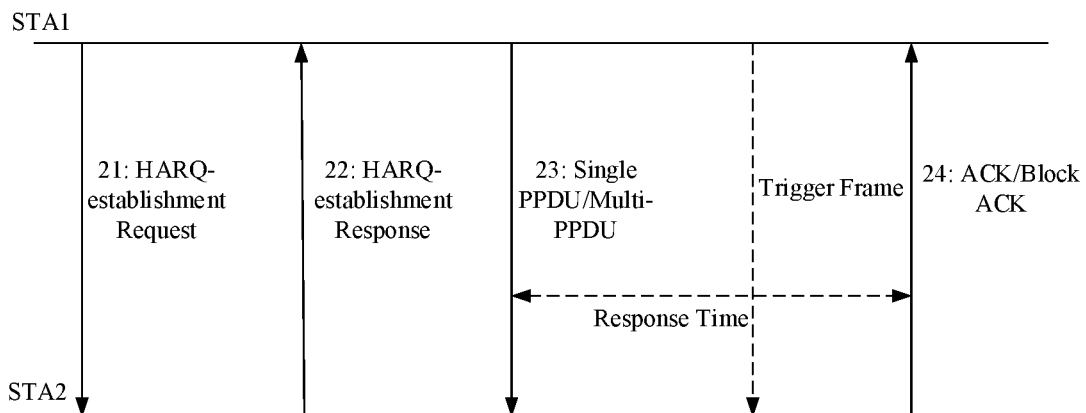 STA1
21: HARQ-
establishment
Request
22: HARQ-
establishment
Response
23: Single
PPDU/Multi-
PPDU
Trigger Frame
24: ACK/Block
ACK
Response Time
STA2